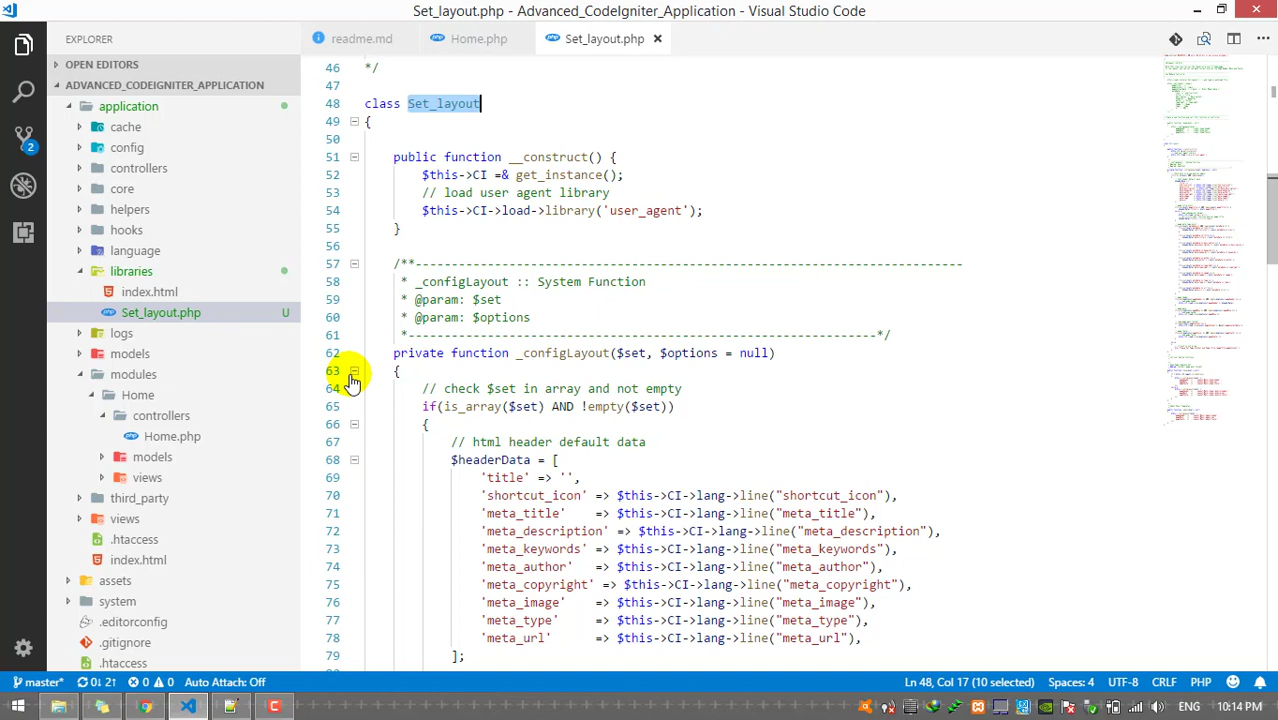 Set_layout.php - Advanced_CodeIgniter_Application - Visual Studio Code
EXPLORER
OPEN EDITORS
ADVANCED_CODEIGNITER_APPLICATION
application
cache
config
controllers
core
helpers
hooks
language
libraries
index.html
Set_layout.php U
logs
models
modules
Home
controllers
Home.php
models
views
third_party
views
.htaccess
index.html
assets
system
.editorconfig
.gitignore
.htaccess
2
readme.md
Home.php
Set_layout.php
46 */
47
48 class Set_layout
49 {
50
51 public function __construct() {
52 $this->CI =& get_instance();
53 // load user agent library
54 $this->CI->load->library('user_agent');
55 }
56
57 /**---
58 * _configLayout :: System Function
59 * @param: $set
60 * @param: $options
61 * ---*/
62 private function _configLayout($set, $options = null)
63 {
64 // check set in array and not empty
65 if(is_array($set) AND !empty($set))
66 {
67 // html header default data
68 $headerData = [
69 'title' => '',
70 'shortcut_icon' => $this->CI->lang->line("shortcut_icon"),
71 'meta_title' => $this->CI->lang->line("meta_title"),
72 'meta_description' => $this->CI->lang->line("meta_description"),
73 'meta_keywords' => $this->CI->lang->line("meta_keywords"),
74 'meta_author' => $this->CI->lang->line("meta_author"),
75 'meta_copyright' => $this->CI->lang->line("meta_copyright"),
76 'meta_image' => $this->CI->lang->line("meta_image"),
77 'meta_type' => $this->CI->lang->line("meta_type"),
78 'meta_url' => $this->CI->lang->line("meta_url"),
79 ];
master* 0↓ 2↑ 0 0 Auto Attach: Off Ln 48, Col 17 (10 selected) Spaces: 4 UTF-8 CRLF PHP
ENG 10:14 PM